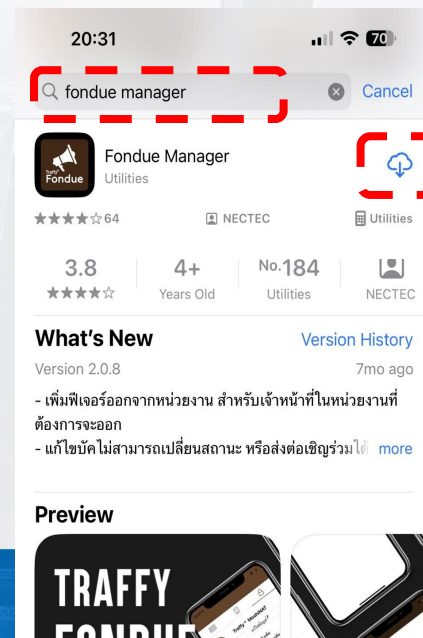 20:31
70
fondue manager
Cancel
Traffy
Fondue
Fondue Manager
Utilities
64
NECTEC
Utilities
3.8
4+
No.184
Years Old
Utilities
NECTEC
What's New
Version History
Version 2.0.8
7mo ago
- เพิ่มฟีเจอร์ออกจากหน่วยงาน สำหรับเจ้าหน้าที่ในหน่วยงานที่
ต้องการจะออก
- แก้ไขบัคไม่สามารถเปลี่ยนสถานะ หรือส่งต่อเชิญร่วมได้
more
Preview
TRAFFY
FONDUE